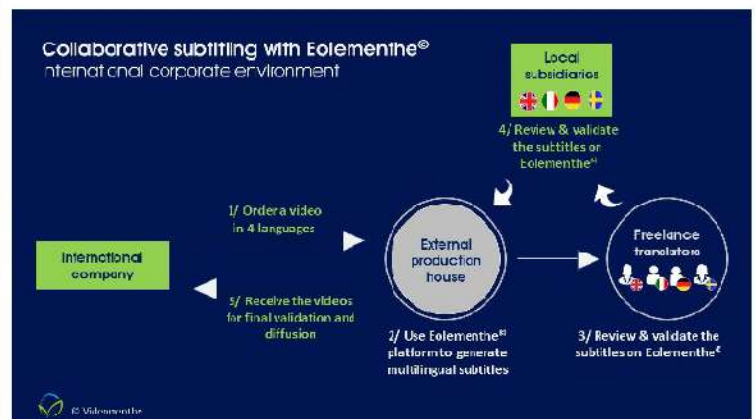 Collaborative subtitling with Eolementhe©
International corporate environment
Local
subsidiaries
4/ Review & validate
the subtitles on
Eolementhe©
1/ Order a video
in 4 languages
International
company
External
production
house
Freelance
translators
5/ Receive the videos
for final validation and
diffusion
2/ Use Eolementhe©
platform to generate
multilingual subtitles
3/ Review & validate the
subtitles on Eolementhe©
© Videomenthe